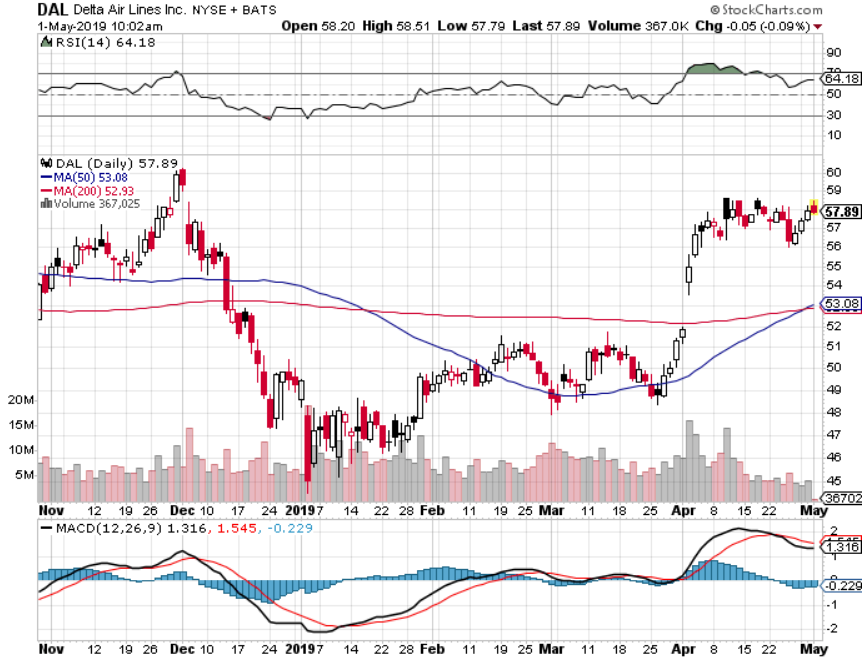 DAL Delta Air Lines Inc. NYSE + BATS © StockCharts.com
1-May-2019 10:02am Open 58.20 High 58.51 Low 57.79 Last 57.89 Volume 367.0K Chg -0.05 (-0.09%)
RSI(14) 64.18
90
70
64.18
50
30
10
DAL (Daily) 57.89
MA(50) 53.08
MA(200) 52.93
Volume 367,025
60
59
57.89
57
56
55
54
53.08
52
51
50
49
48
47
46
45
20M
15M
10M
5M
36702
Nov 12 19 26 Dec 10 17 24 2019 7 14 22 28 Feb 11 19 25 Mar 11 18 25 Apr 8 15 22 May
MACD(12,26,9) 1.316, 1.545, -0.229
2
1.545
1.316
1
0
-0.229
-1
-2
Nov 12 19 26 Dec 10 17 24 2019 7 14 22 28 Feb 11 19 25 Mar 11 18 25 Apr 8 15 22 May